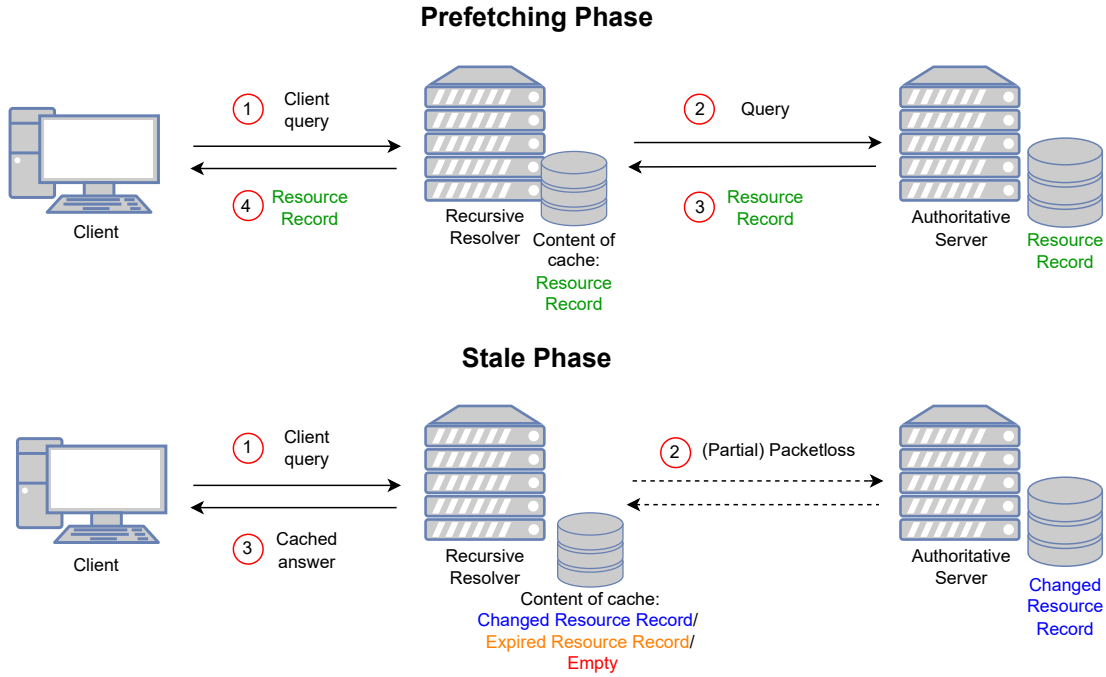 Prefetching Phase
1
Client
query
2
Query
4
Resource
Record
3
Resource
Record
Client
Recursive
Resolver
Content of
cache:
Resource
Record
Authoritative
Server
Resource
Record
Stale Phase
1
Client
query
2
(Partial) Packetloss
3
Cached
answer
Client
Recursive
Resolver
Content of cache:
Changed Resource Record/
Expired Resource Record/
Empty
Authoritative
Server
Changed
Resource
Record